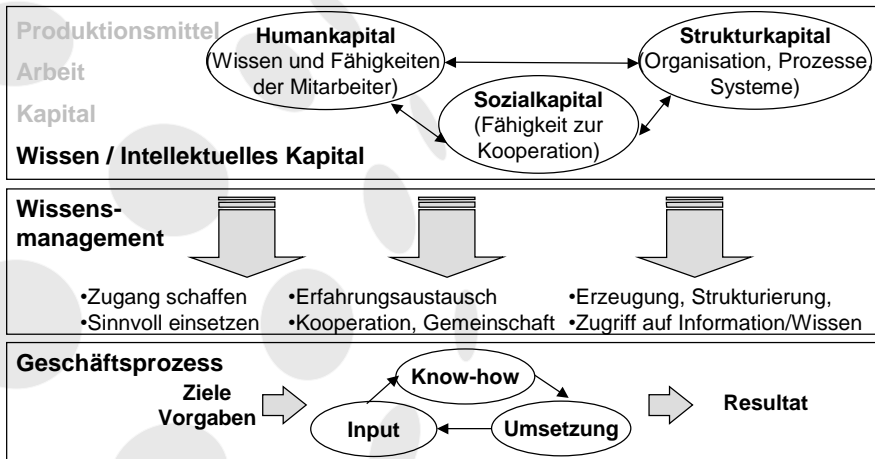 Produktionsmittel
Arbeit
Kapital
Wissen / Intellektuelles Kapital
Humankapital
(Wissen und Fähigkeiten
der Mitarbeiter)
Sozialkapital
(Fähigkeit zur
Kooperation)
Strukturkapital
(Organisation, Prozesse,
Systeme)
Wissens-
management
•Zugang schaffen
•Sinnvoll einsetzen
•Erfahrungsaustausch
•Kooperation, Gemeinschaft
•Erzeugung, Strukturierung,
•Zugriff auf Information/Wissen
Geschäftsprozess
Ziele
Vorgaben
Know-how
Input
Umsetzung
Resultat